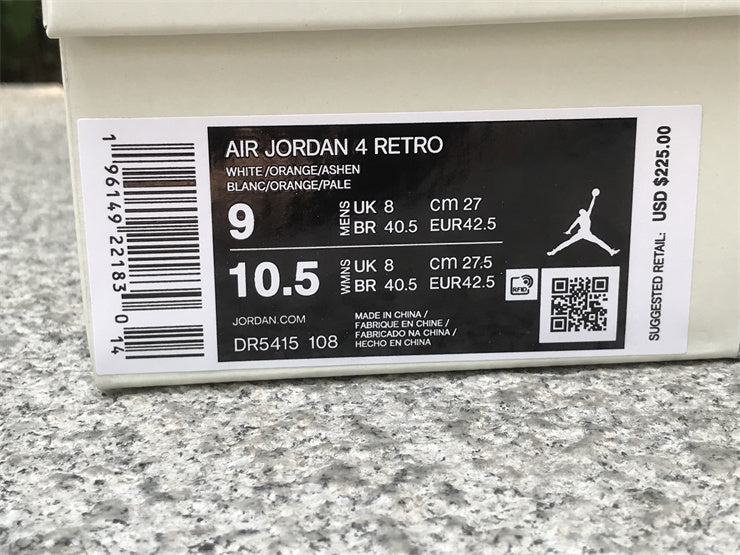 AIR JORDAN 4 RETRO
WHITE/ORANGE/ASHEN
BLANC/ORANGE/PALE
9 MENS UK 8 cm 27
BR 40.5 EUR42.5
10.5 WMNS UK 8 cm 27.5
BR 40.5 EUR42.5
RFID
JORDAN.COM
DR5415 108
MADE IN CHINA /
FABRIQUE EN CHINE /
FABRICADO NA CHINA /
HECHO EN CHINA
1 96149 22183 0 14
SUGGESTED RETAIL: USD $225.00